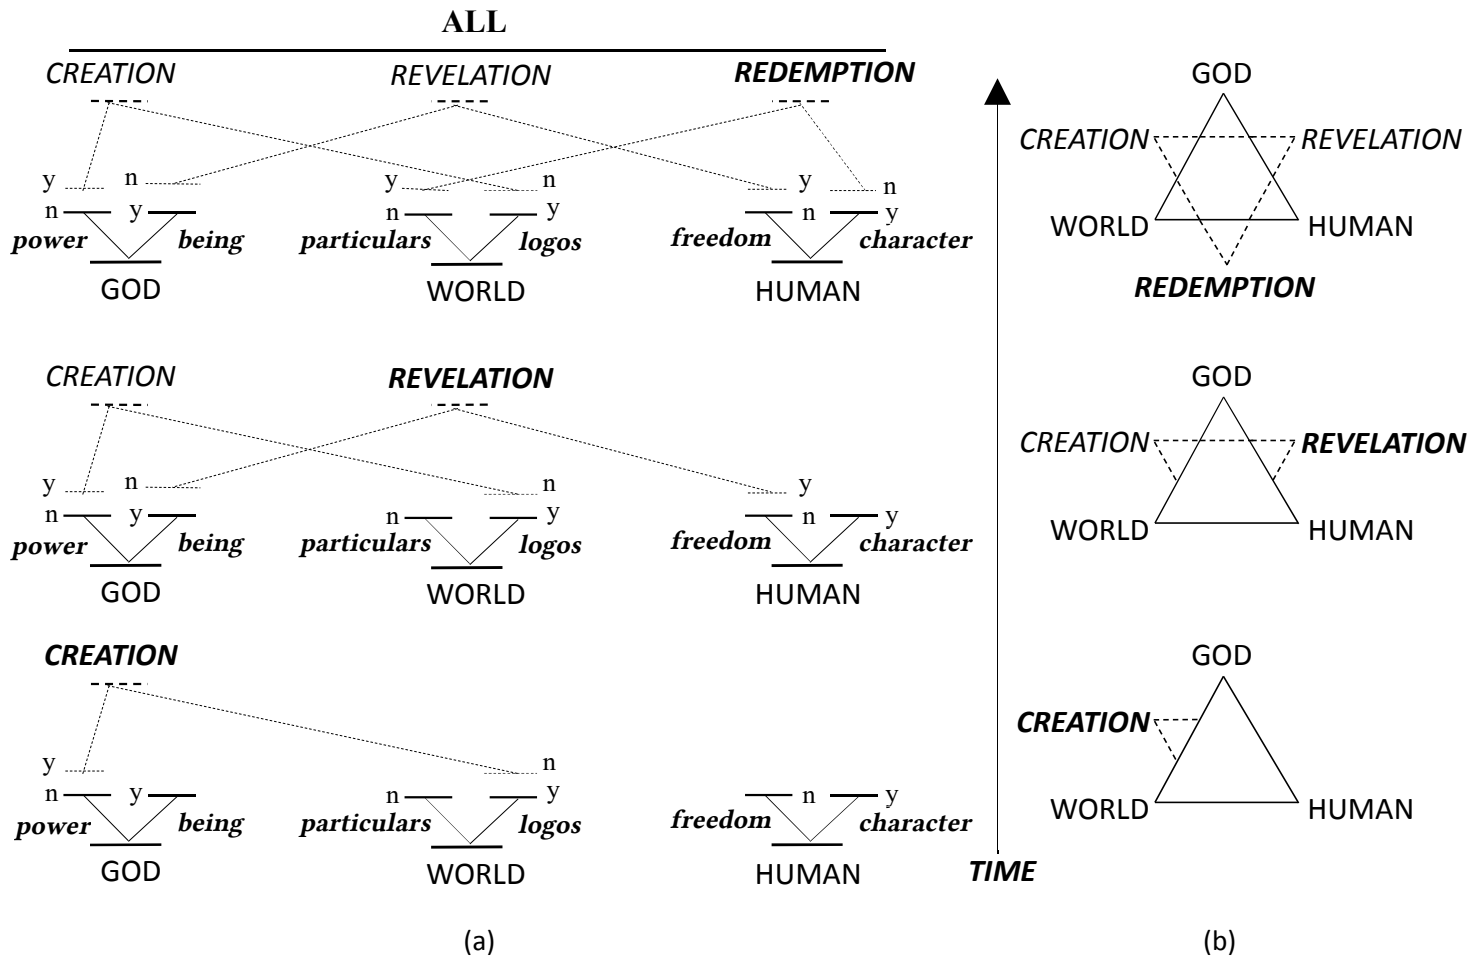 ALL
CREATION REVELATION REDEMPTION
y n y n y n
n y n y n y
power being particulars logos freedom character
GOD WORLD HUMAN
CREATION REVELATION
y n n y
n y n y n y
power being particulars logos freedom character
GOD WORLD HUMAN
CREATION
y n
n y n y n y
power being particulars logos freedom character
GOD WORLD HUMAN
TIME
(a)
GOD
CREATION REVELATION
WORLD HUMAN
REDEMPTION
GOD
CREATION REVELATION
WORLD HUMAN
GOD
CREATION
WORLD HUMAN
(b)